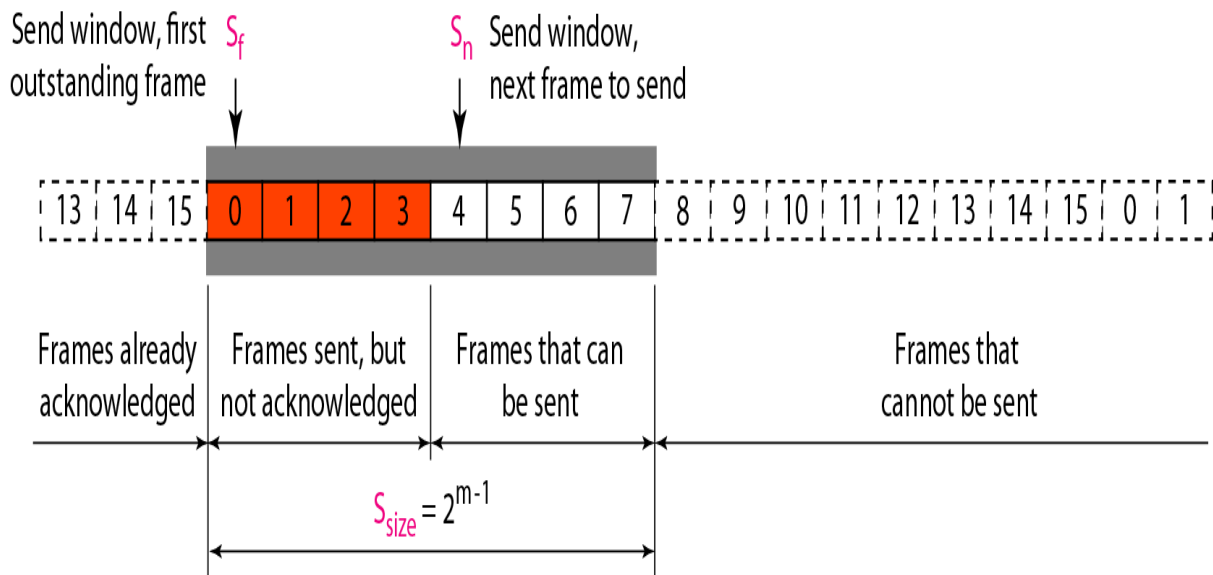 Send window, first
outstanding frame
Sf
Sn
Send window,
next frame to send
13 14 15 0 1 2 3 4 5 6 7 8 9 10 11 12 13 14 15 0 1
Frames already
acknowledged
Frames sent, but
not acknowledged
Frames that can
be sent
Frames that
cannot be sent
Ssize = 2^m-1